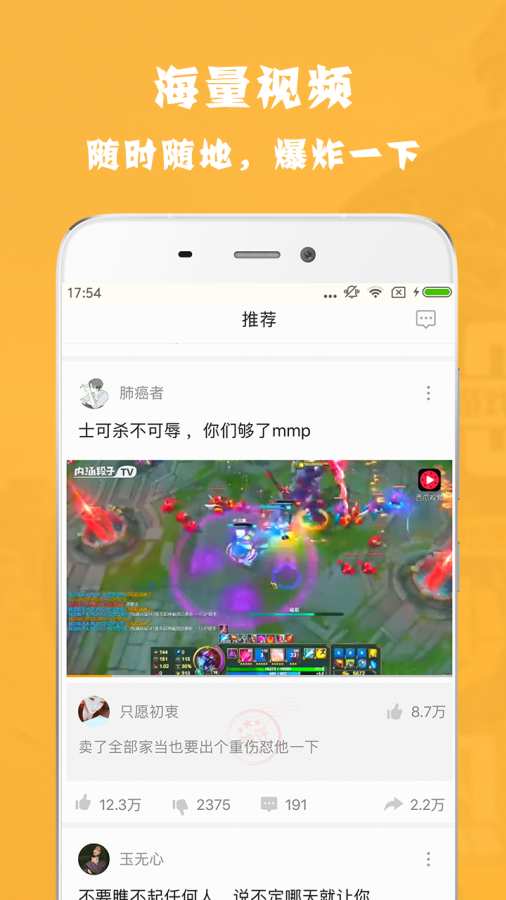 海量视频
随时随地，爆炸一下
17:54
推荐
肺癌者
士可杀不可辱，你们够了mmp
内涵段子TV
只愿初衷
8.7万
卖了全部家当也要出个重伤怼他一下
12.3万
2375
191
2.2万
玉无心
不要瞧不起任何人，说不定哪天就让你